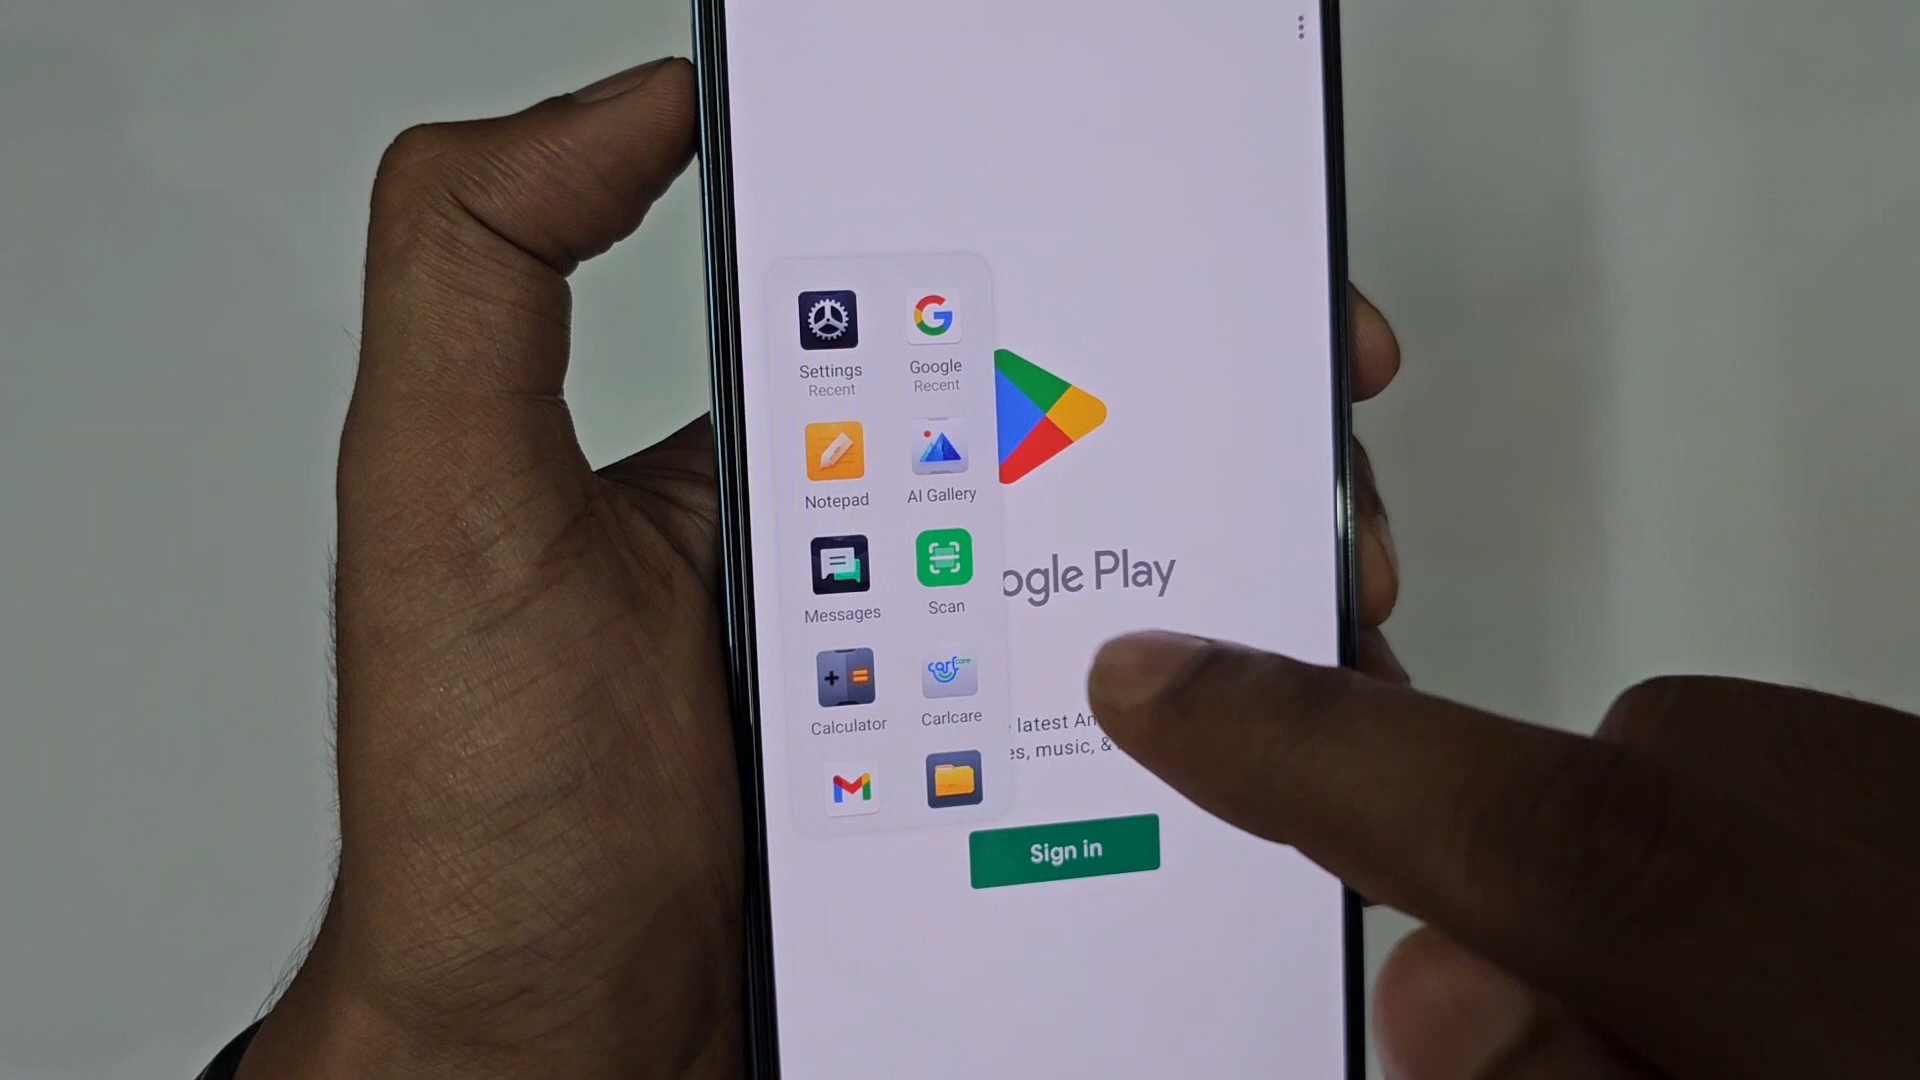 Settings
Recent
Google
Recent
Notepad
AI Gallery
Messages
Scan
Calculator
carlcare
Carlcare
ogle Play
latest An
es, music, &
Sign in